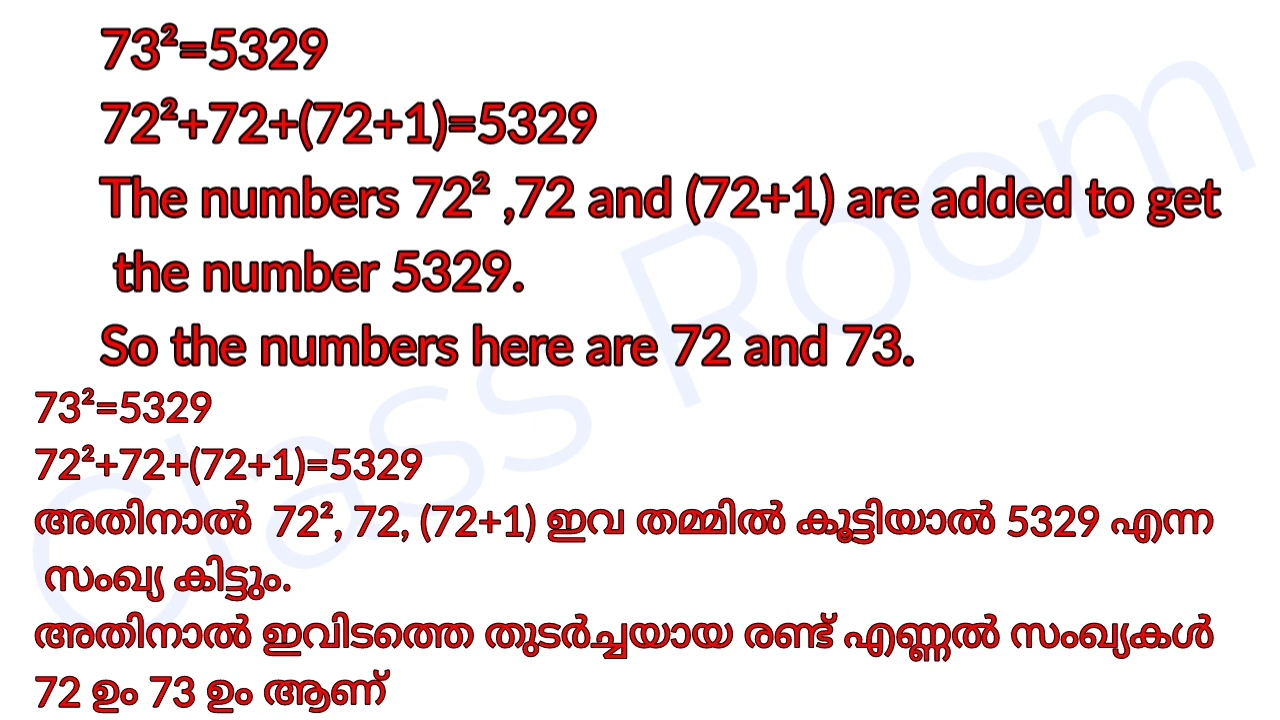 73²=5329
72²+72+(72+1)=5329
The numbers 72² ,72 and (72+1) are added to get
the number 5329.
So the numbers here are 72 and 73.
73²=5329
72²+72+(72+1)=5329
അതിനാൽ 72², 72, (72+1) ഇവ തമ്മിൽ കൂട്ടിയാൽ 5329 എന്ന
സംഖ്യ കിട്ടും.
അതിനാൽ ഇവിടത്തെ തുടർച്ചയായ രണ്ട് എണ്ണൽ സംഖ്യകൾ
72 ഉം 73 ഉം ആണ്
Class Room